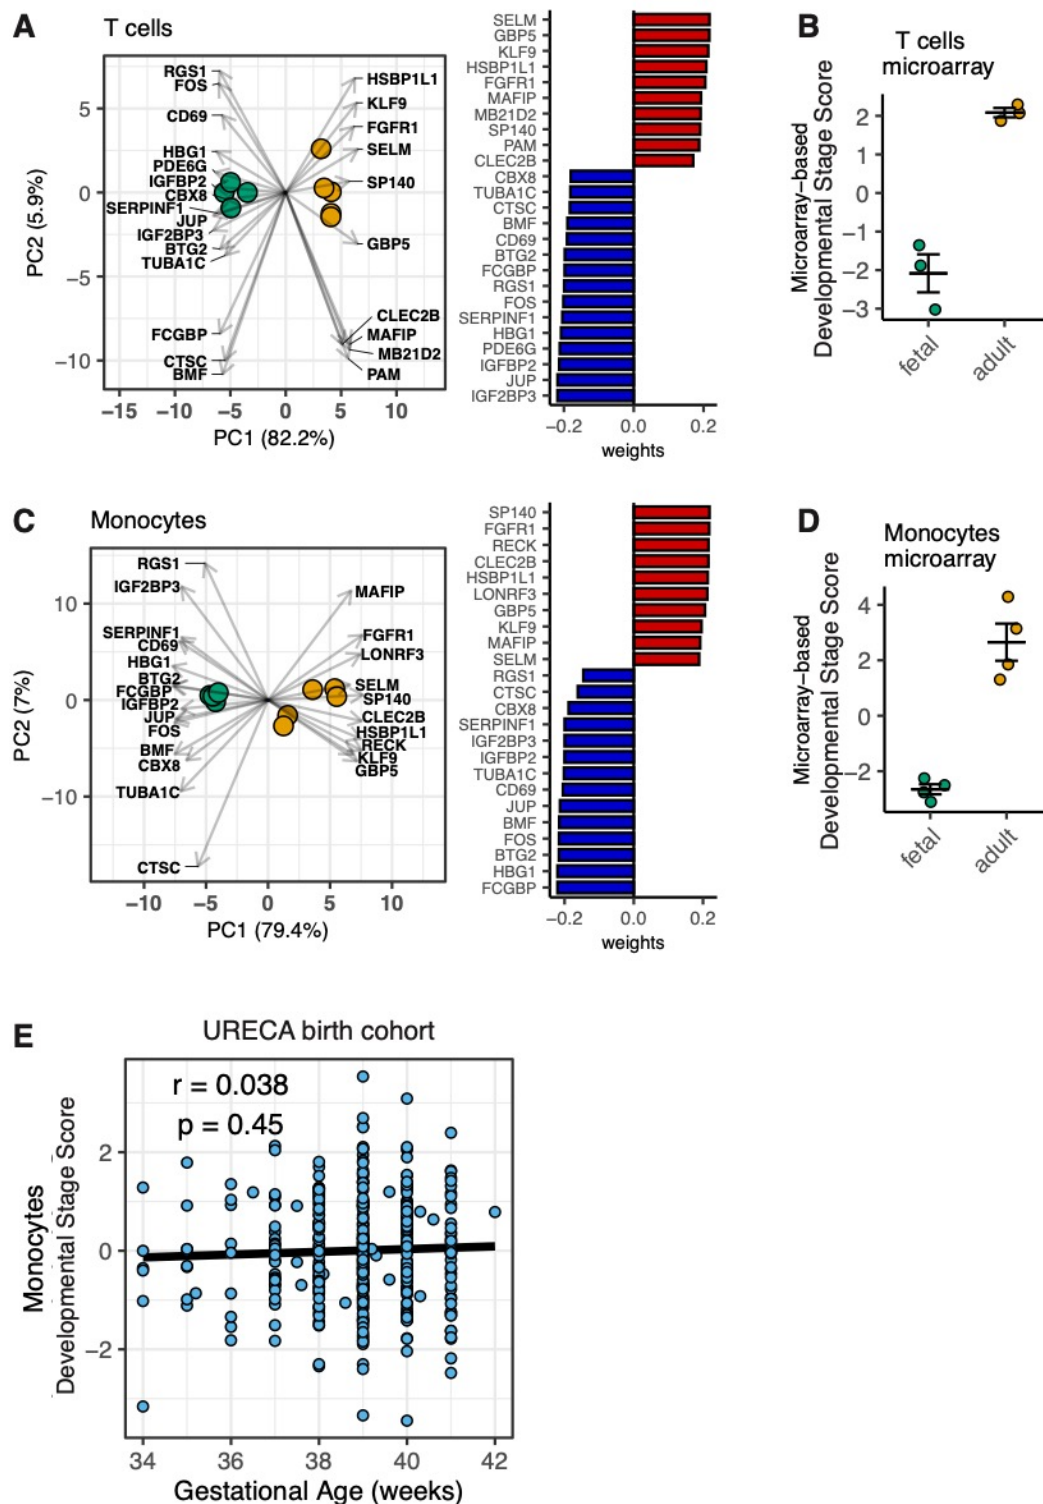 A
T cells
RGS1
FOS
CD69
HBG1
PDE6G
IGFBP2
CBX8
SERPINF1
JUP
IGF2BP3
BTG2
TUBA1C
FCGBP
CTSC
BMF
HSBP1L1
KLF9
FGFR1
SELM
SP140
GBP5
CLEC2B
MAFIP
MB21D2
PAM
5
0
−5
−10
PC2 (5.9%)
−15 −10 −5 0 5 10
PC1 (82.2%)
SELM
GBP5
KLF9
HSBP1L1
FGFR1
MAFIP
MB21D2
SP140
PAM
CLEC2B
CBX8
TUBA1C
CTSC
BMF
CD69
BTG2
FCGBP
RGS1
FOS
SERPINF1
HBG1
PDE6G
IGFBP2
JUP
IGF2BP3
−0.2 0.0 0.2
weights
B
T cells
microarray
Microarray−based
Developmental Stage Score
2
1
0
−1
−2
−3
fetal
adult
C
Monocytes
RGS1
IGF2BP3
SERPINF1
CD69
HBG1
BTG2
FCGBP
IGFBP2
JUP
FOS
BMF
CBX8
TUBA1C
CTSC
MAFIP
FGFR1
LONRF3
SELM
SP140
CLEC2B
HSBP1L1
RECK
KLF9
GBP5
10
0
−10
PC2 (7%)
−10 −5 0 5 10
PC1 (79.4%)
SP140
FGFR1
RECK
CLEC2B
HSBP1L1
LONRF3
GBP5
KLF9
MAFIP
SELM
RGS1
CTSC
CBX8
SERPINF1
IGF2BP3
IGFBP2
TUBA1C
CD69
JUP
BMF
FOS
BTG2
HBG1
FCGBP
−0.2 0.0 0.2
weights
D
Monocytes
microarray
Microarray−based
Developmental Stage Score
4
2
0
−2
fetal
adult
E
URECA birth cohort
r = 0.038
p = 0.45
Monocytes
Developmental Stage Score
2
0
−2
34 36 38 40 42
Gestational Age (weeks)